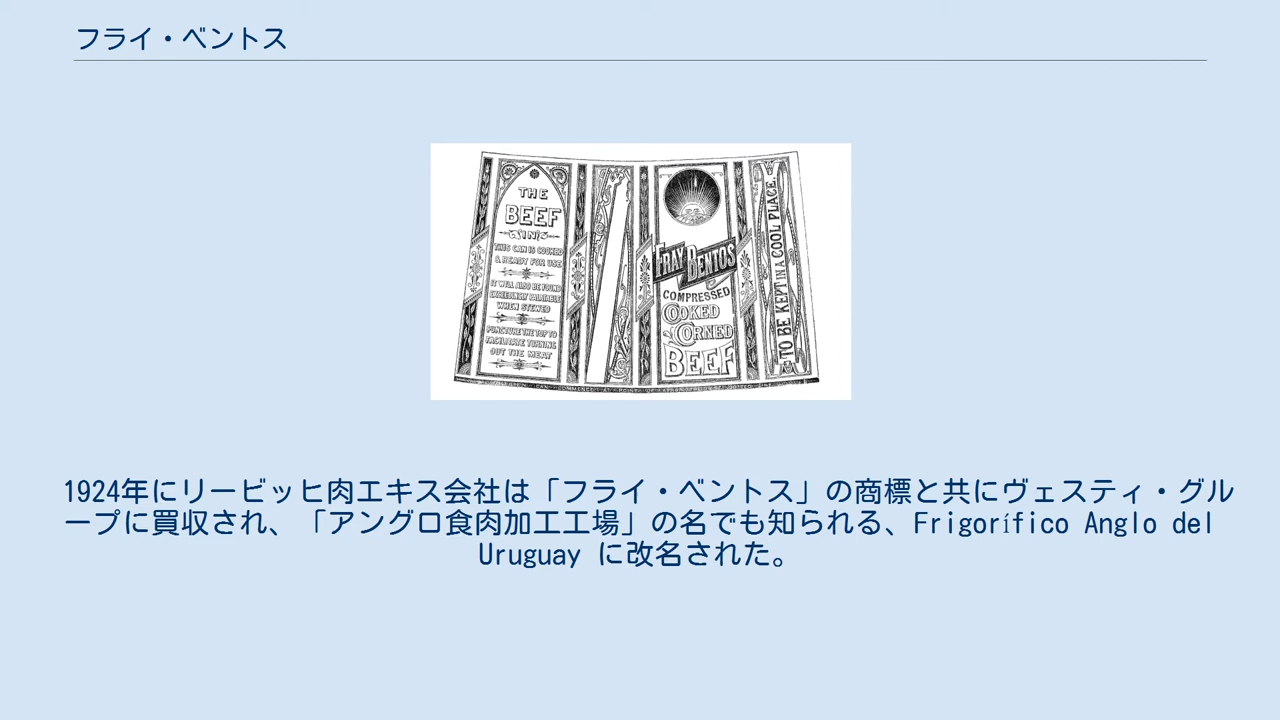 フライ・ベントス
THE
BEEF
IN
THIS CAN IS COOKED
& READY FOR USE
IT WILL ALSO BE FOUND
EXTREMELY PALATABLE
WHEN STEWED
PUNCTURE THE TOP TO
FACILITATE TURNING
OUT THE MEAT
FRAY BENTOS
COMPRESSED
COOKED
CORNED
BEEF
TO BE KEPT IN A COOL PLACE.
1924年にリービッヒ肉エキス会社は「フライ・ベントス」の商標と共にヴェスティ・グル
ープに買収され、「アングロ食肉加工工場」の名でも知られる、Frigorífico Anglo del
Uruguay に改名された。